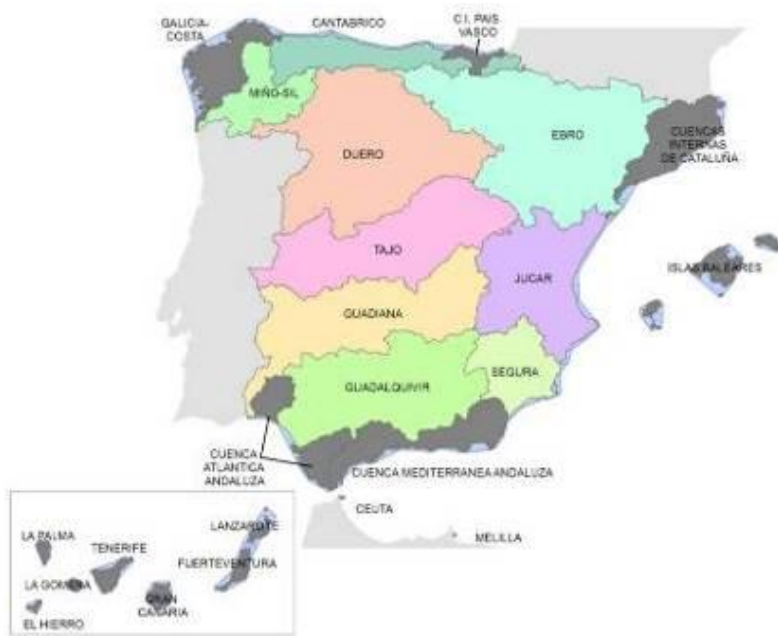 GALICIA-
COSTA
CANTABRICO
C.I. PAIS
VASCO
MIÑO-SIL
DUERO
EBRO
CUENCAS
INTERNAS
DE CATALUÑA
TAJO
JUCAR
ISLAS BALEARES
GUADIANA
SEGURA
GUADALQUIVIR
CUENCA
ATLANTICA
ANDALUZA
CUENCA MEDITERRANEA ANDALUZA
CEUTA
MELILLA
LANZAROTE
LA PALMA
TENERIFE
FUERTEVENTURA
LA GOMERA
GRAN
CANARIA
EL HIERRO